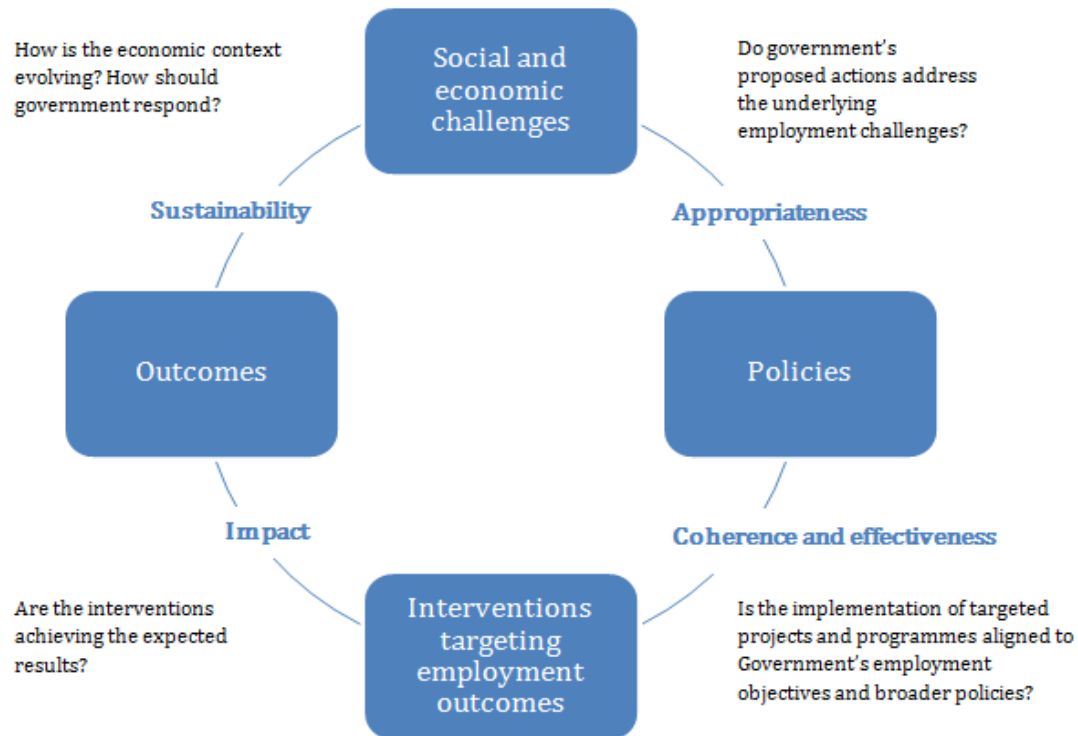 How is the economic context
evolving? How should
government respond?
Social and
economic
challenges
Do government's
proposed actions address
the underlying
employment challenges?
Sustainability
Appropriateness
Outcomes
Policies
Impact
Coherence and effectiveness
Are the interventions
achieving the expected
results?
Interventions
targeting
employment
outcomes
Is the implementation of targeted
projects and programmes aligned to
Government's employment
objectives and broader policies?